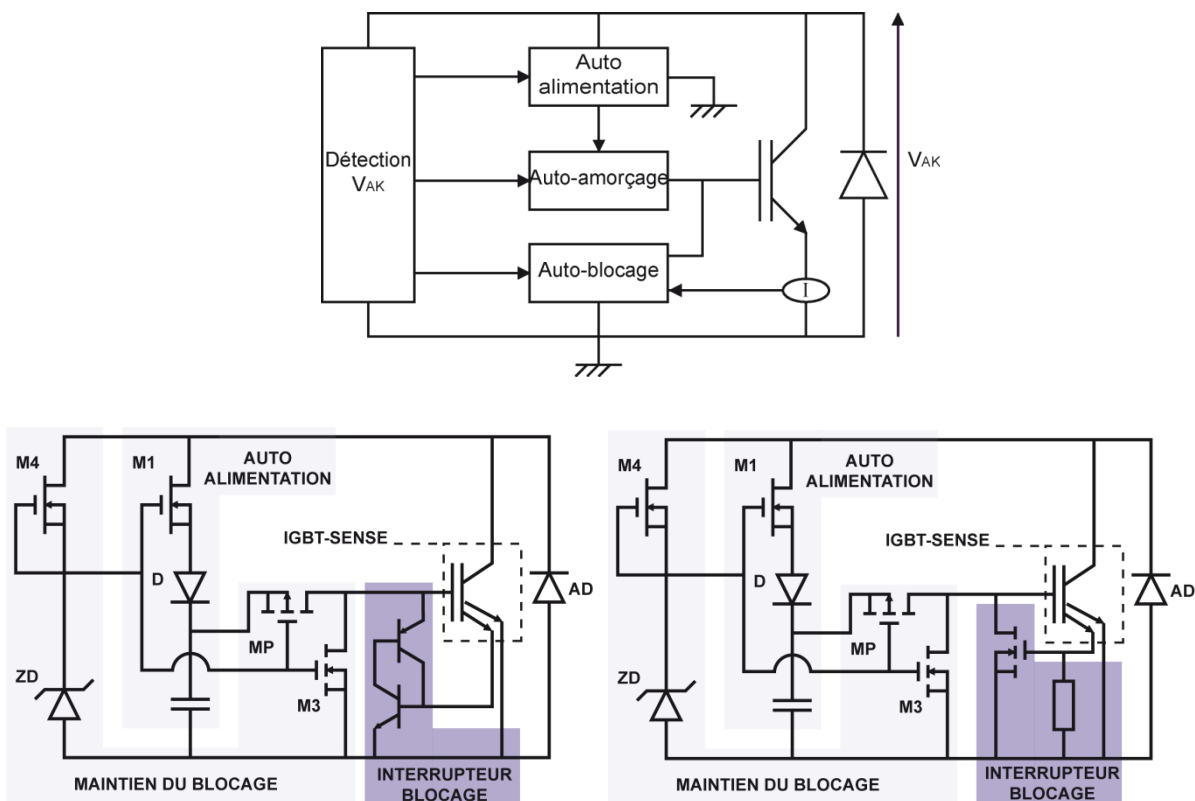 Auto
alimentation
Détection
VAK
Auto-amorçage
VAK
Auto-blocage
I
M4
M1
AUTO
ALIMENTATION
IGBT-SENSE
D
AD
MP
ZD
M3
MAINTIEN DU BLOCAGE
INTERRUPTEUR
BLOCAGE
M4
M1
AUTO
ALIMENTATION
IGBT-SENSE
D
AD
MP
ZD
M3
MAINTIEN DU BLOCAGE
INTERRUPTEUR
BLOCAGE